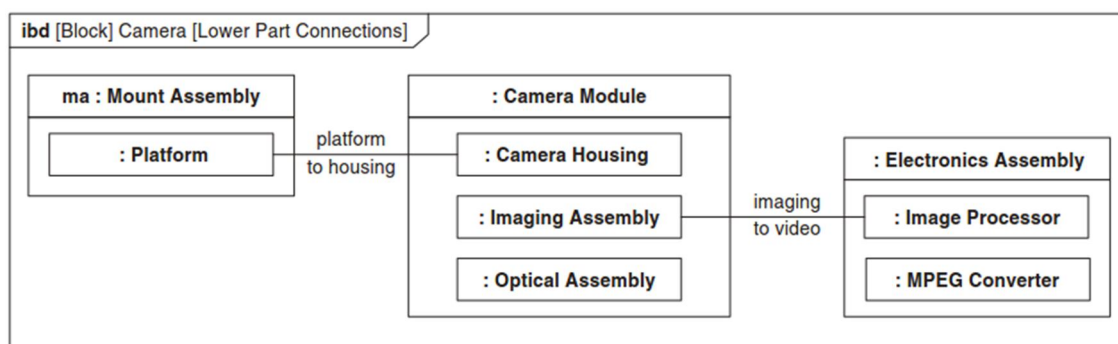 ibd [Block] Camera [Lower Part Connections]
ma : Mount Assembly
: Platform
platform
to housing
: Camera Module
: Camera Housing
: Imaging Assembly
: Optical Assembly
imaging
to video
: Electronics Assembly
: Image Processor
: MPEG Converter